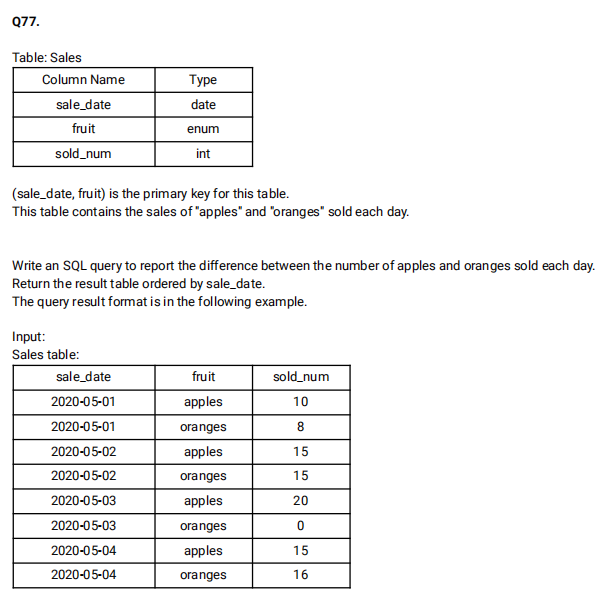 Q77.
Table: Sales
Column Name Type
sale_date date
fruit enum
sold_num int
(sale_date, fruit) is the primary key for this table.
This table contains the sales of "apples" and "oranges" sold each day.
Write an SQL query to report the difference between the number of apples and oranges sold each day.
Return the result table ordered by sale_date.
The query result format is in the following example.
Input:
Sales table:
sale_date fruit sold_num
2020-05-01 apples 10
2020-05-01 oranges 8
2020-05-02 apples 15
2020-05-02 oranges 15
2020-05-03 apples 20
2020-05-03 oranges 0
2020-05-04 apples 15
2020-05-04 oranges 16